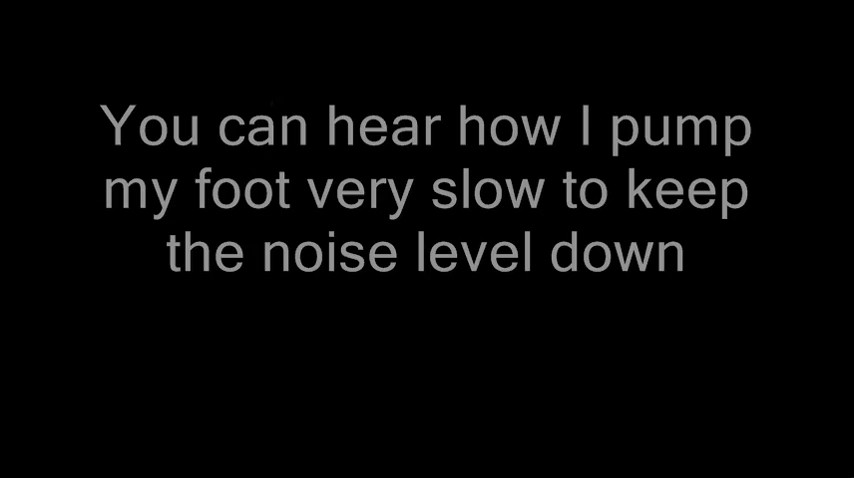 You can hear how I pump
my foot very slow to keep
the noise level down